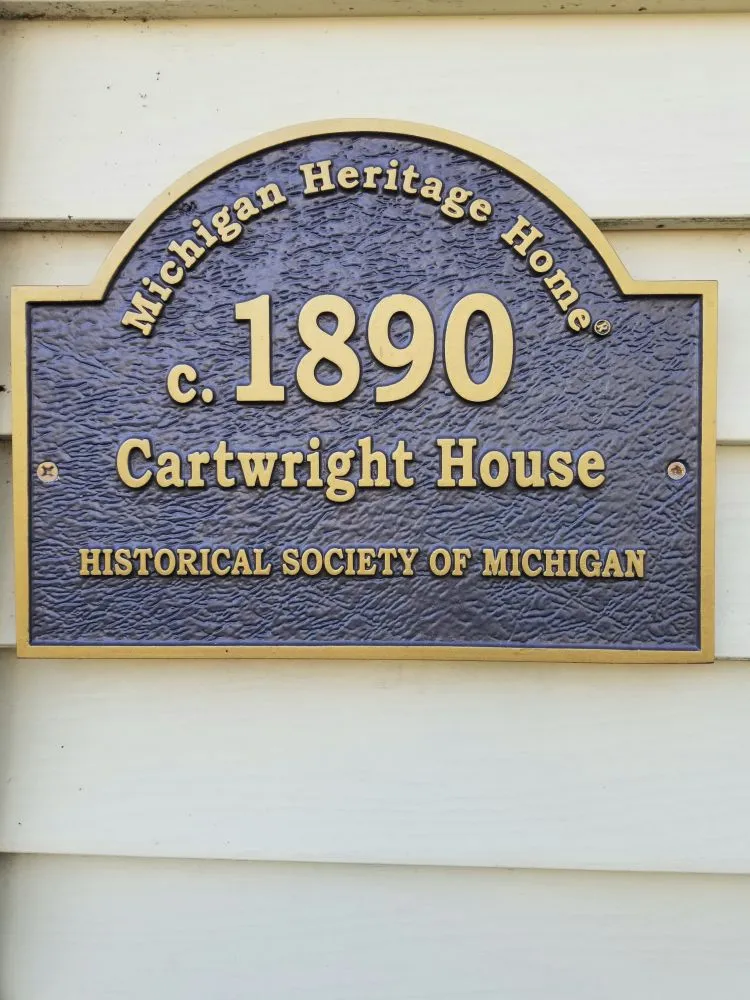 Michigan Heritage Home®
c. 1890
Cartwright House
HISTORICAL SOCIETY OF MICHIGAN